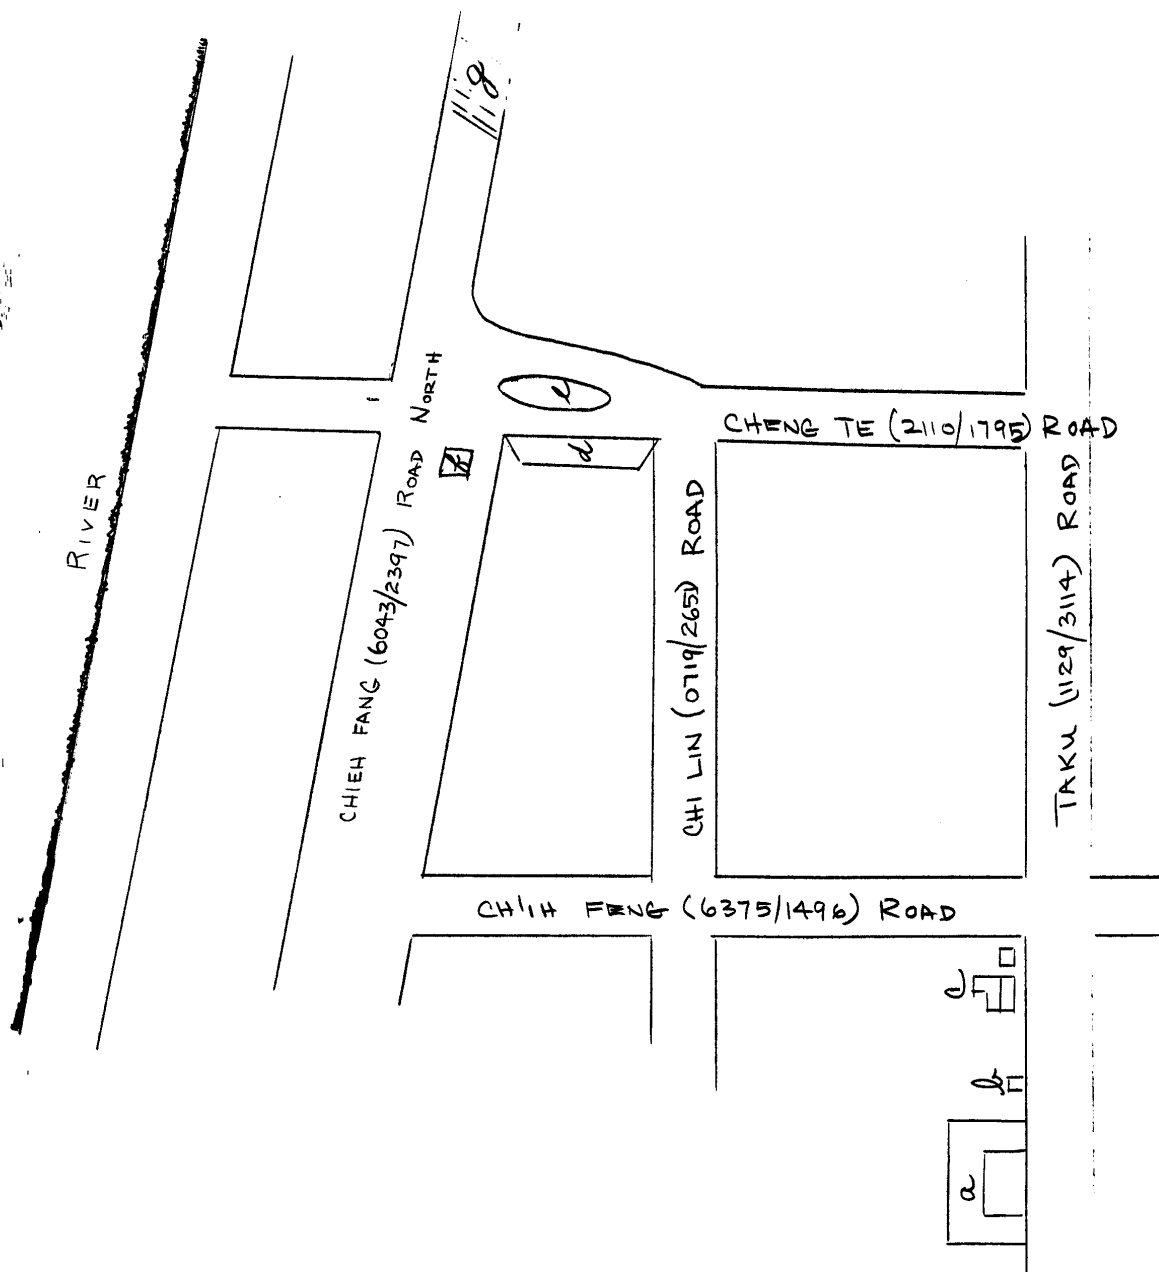 g
RIVER
CHIEH FANG (6043/2397) ROAD NORTH
e
f
d
CHENG TE (2110/1795) ROAD
CHI LIN (0719/2651) ROAD
TAKU (1129/3114) ROAD
CH'IH FENG (6375/1496) ROAD
c
b
a